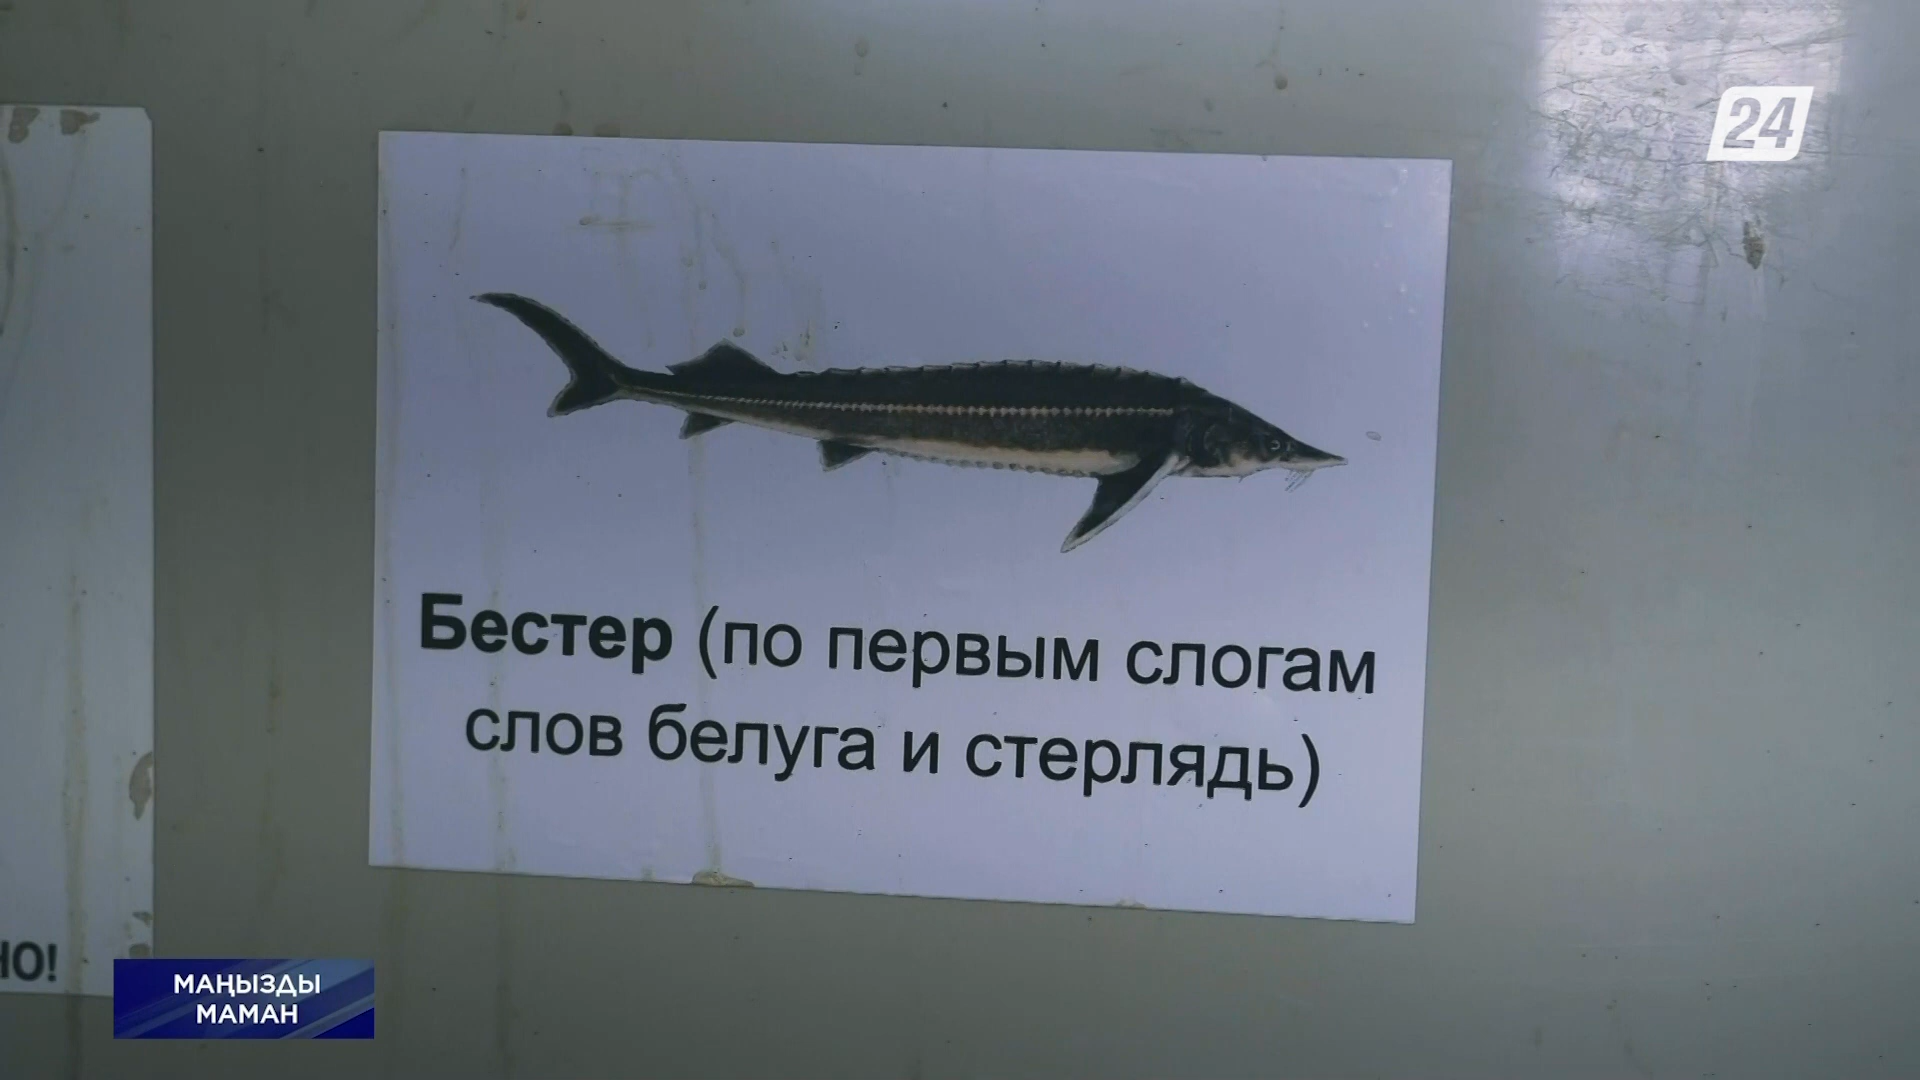 24
Бестер (по первым слогам
слов белуга и стерлядь)
НО!
МАҢЫЗДЫ
МАМАН